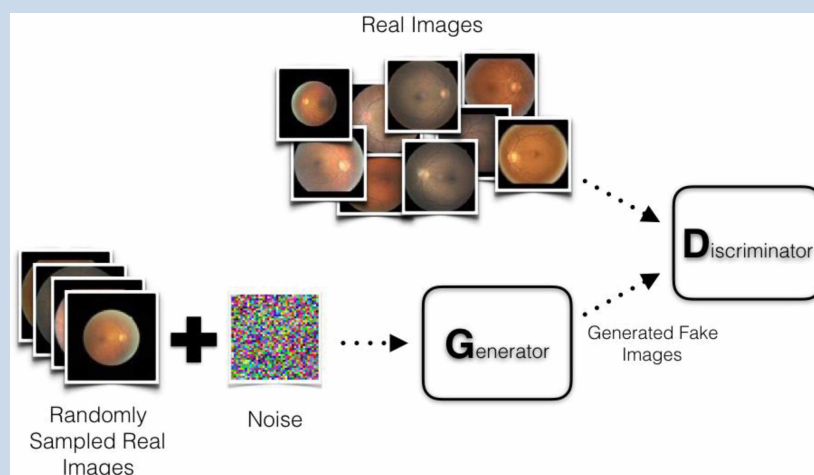 Real Images
Discriminator
Generator
Generated Fake
Images
Randomly
Sampled Real
Images
Noise